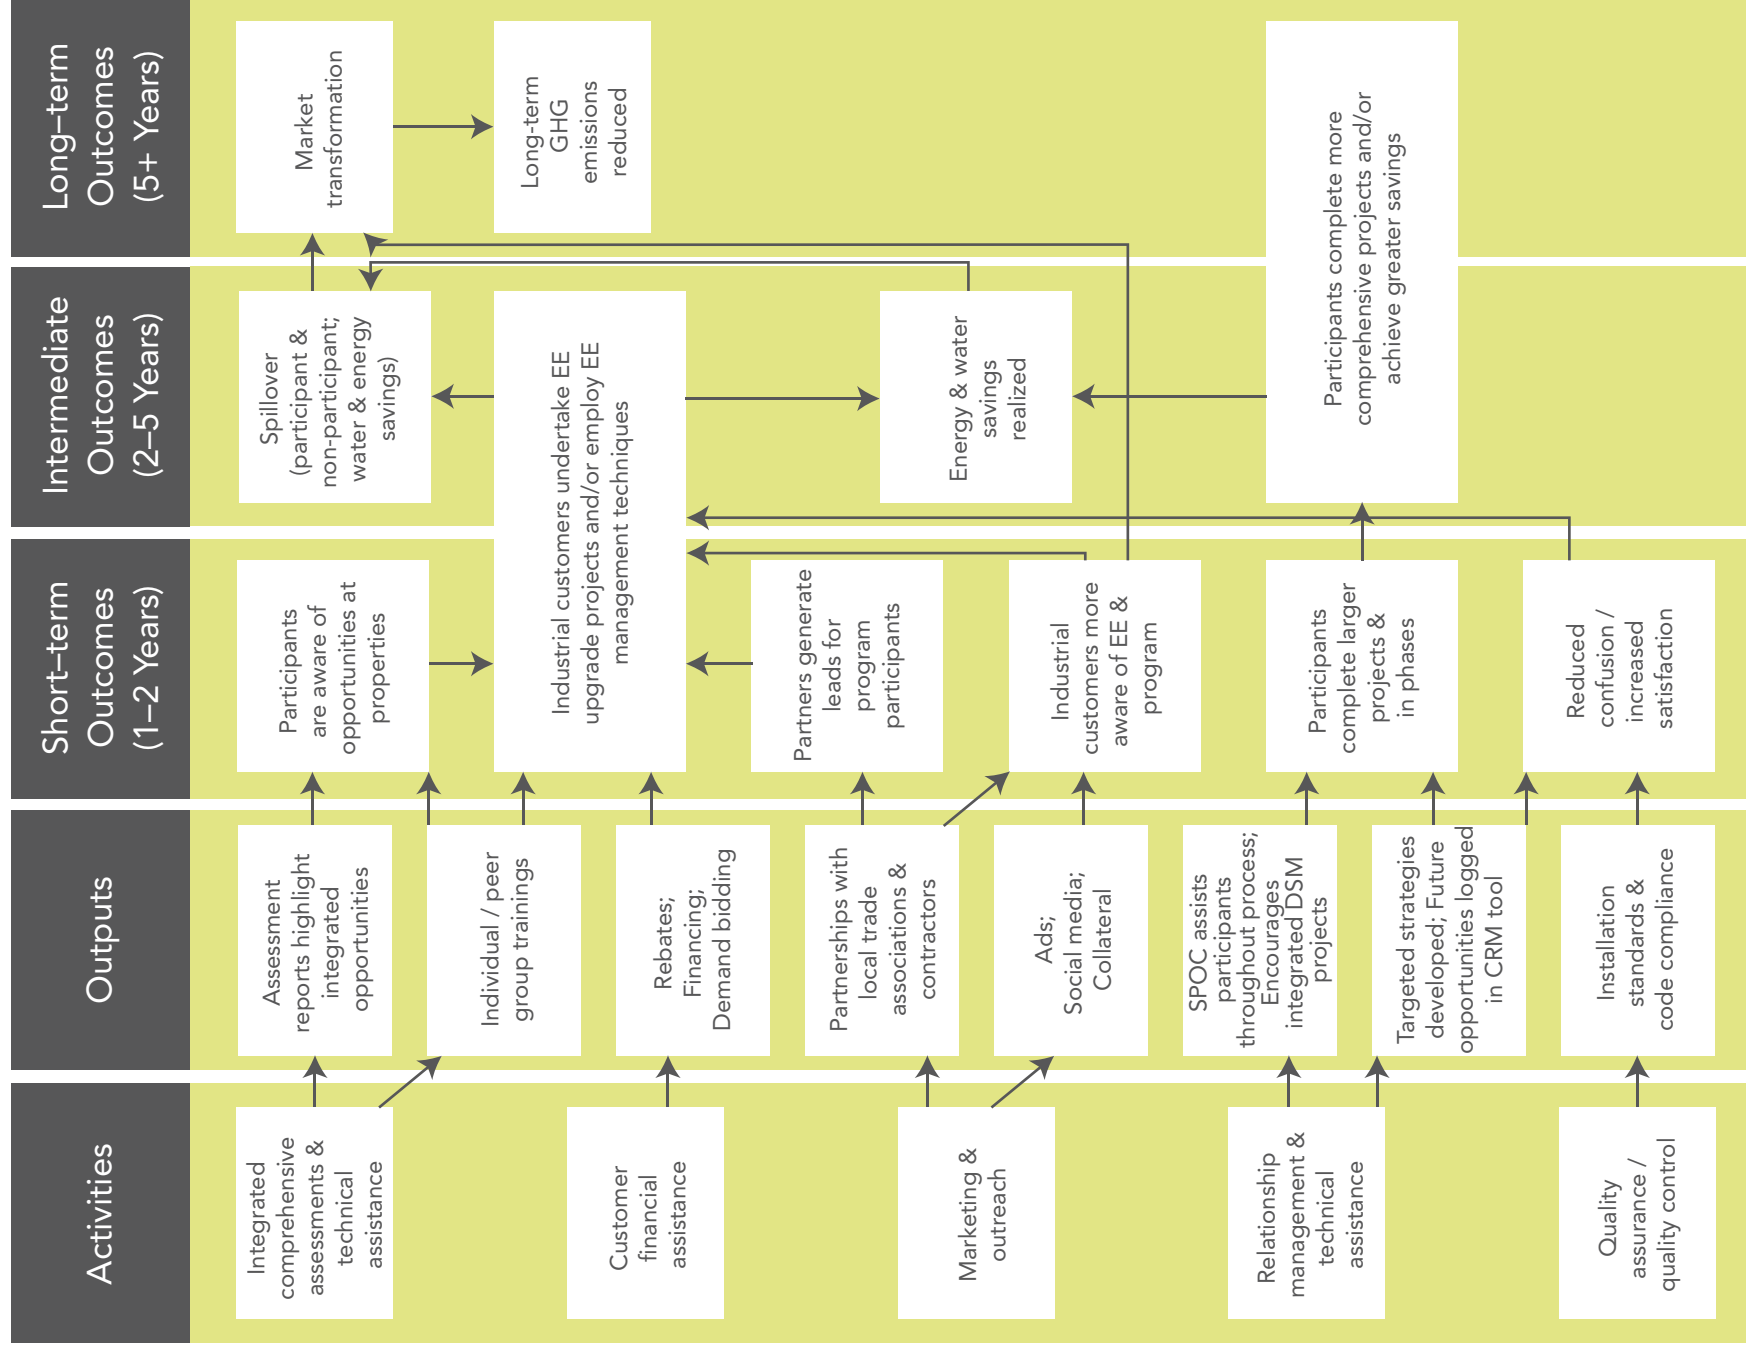 Activities
Outputs
Short–term
Outcomes
(1–2 Years)
Intermediate
Outcomes
(2–5 Years)
Long–term
Outcomes
(5+ Years)
Integrated
comprehensive
assessments &
technical
assistance
Customer
financial
assistance
Marketing &
outreach
Relationship
management &
technical
assistance
Quality
assurance /
quality control
Assessment
reports highlight
integrated
opportunities
Individual / peer
group trainings
Rebates;
Financing;
Demand bidding
Partnerships with
local trade
associations &
contractors
Ads;
Social media;
Collateral
SPOC assists
participants
throughout process;
Encourages
integrated DSM
projects
Targeted strategies
developed; Future
opportunities logged
in CRM tool
Installation
standards &
code compliance
Participants
are aware of
opportunities at
properties
Industrial customers undertake EE
upgrade projects and/or employ EE
management techniques
Partners generate
leads for
program
participants
Industrial
customers more
aware of EE &
program
Participants
complete larger
projects &
in phases
Reduced
confusion /
increased
satisfaction
Spillover
(participant &
non-participant;
water & energy
savings)
Energy & water
savings
realized
Participants complete more
comprehensive projects and/or
achieve greater savings
Market
transformation
Long-term
GHG
emissions
reduced